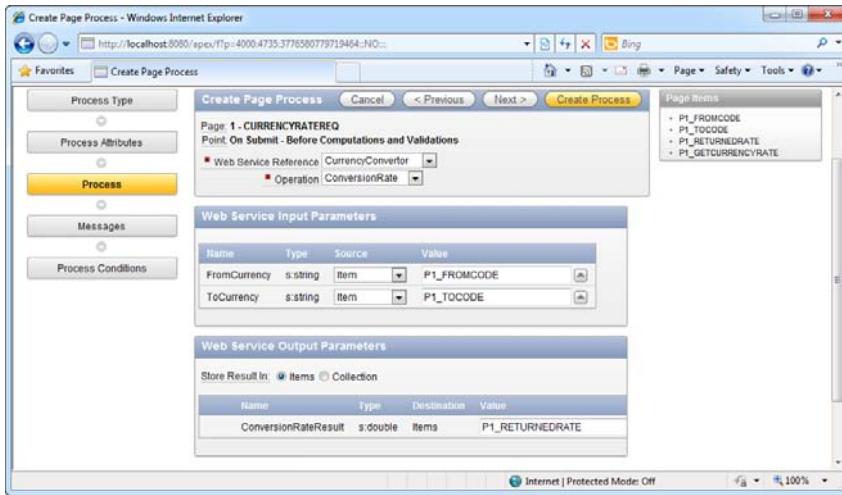 Create Page Process - Windows Internet Explorer
http://localhost:8080/apex/f?p=4000:4735:3776580779719464::NO:::
Bing
Favorites
Create Page Process
Page
Safety
Tools
Process Type
Process Attributes
Process
Messages
Process Conditions
Create Page Process
Cancel
< Previous
Next >
Create Process
Page: 1 - CURRENCYRATEREQ
Point: On Submit - Before Computations and Validations
Web Service Reference CurrencyConvertor
Operation ConversionRate
Page Items
P1_FROMCODE
P1_TOCODE
P1_RETURNEDRATE
P1_GETCURRENCYRATE
Web Service Input Parameters
Name Type Source Value
FromCurrency s:string Item P1_FROMCODE
ToCurrency s:string Item P1_TOCODE
Web Service Output Parameters
Store Result In: Items Collection
Name Type Destination Value
ConversionRateResult s:double Items P1_RETURNEDRATE
Internet | Protected Mode: Off
100%